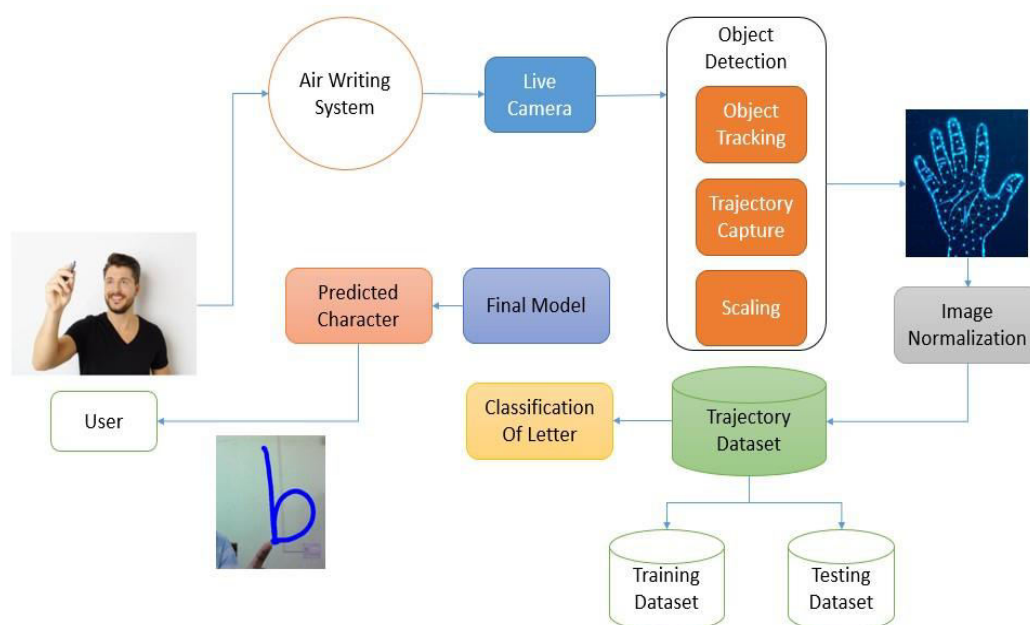 Air Writing
System
Live
Camera
Object
Detection
Object
Tracking
Trajectory
Capture
Scaling
Image
Normalization
Predicted
Character
Final Model
User
Classification
Of Letter
Trajectory
Dataset
b
Training
Dataset
Testing
Dataset